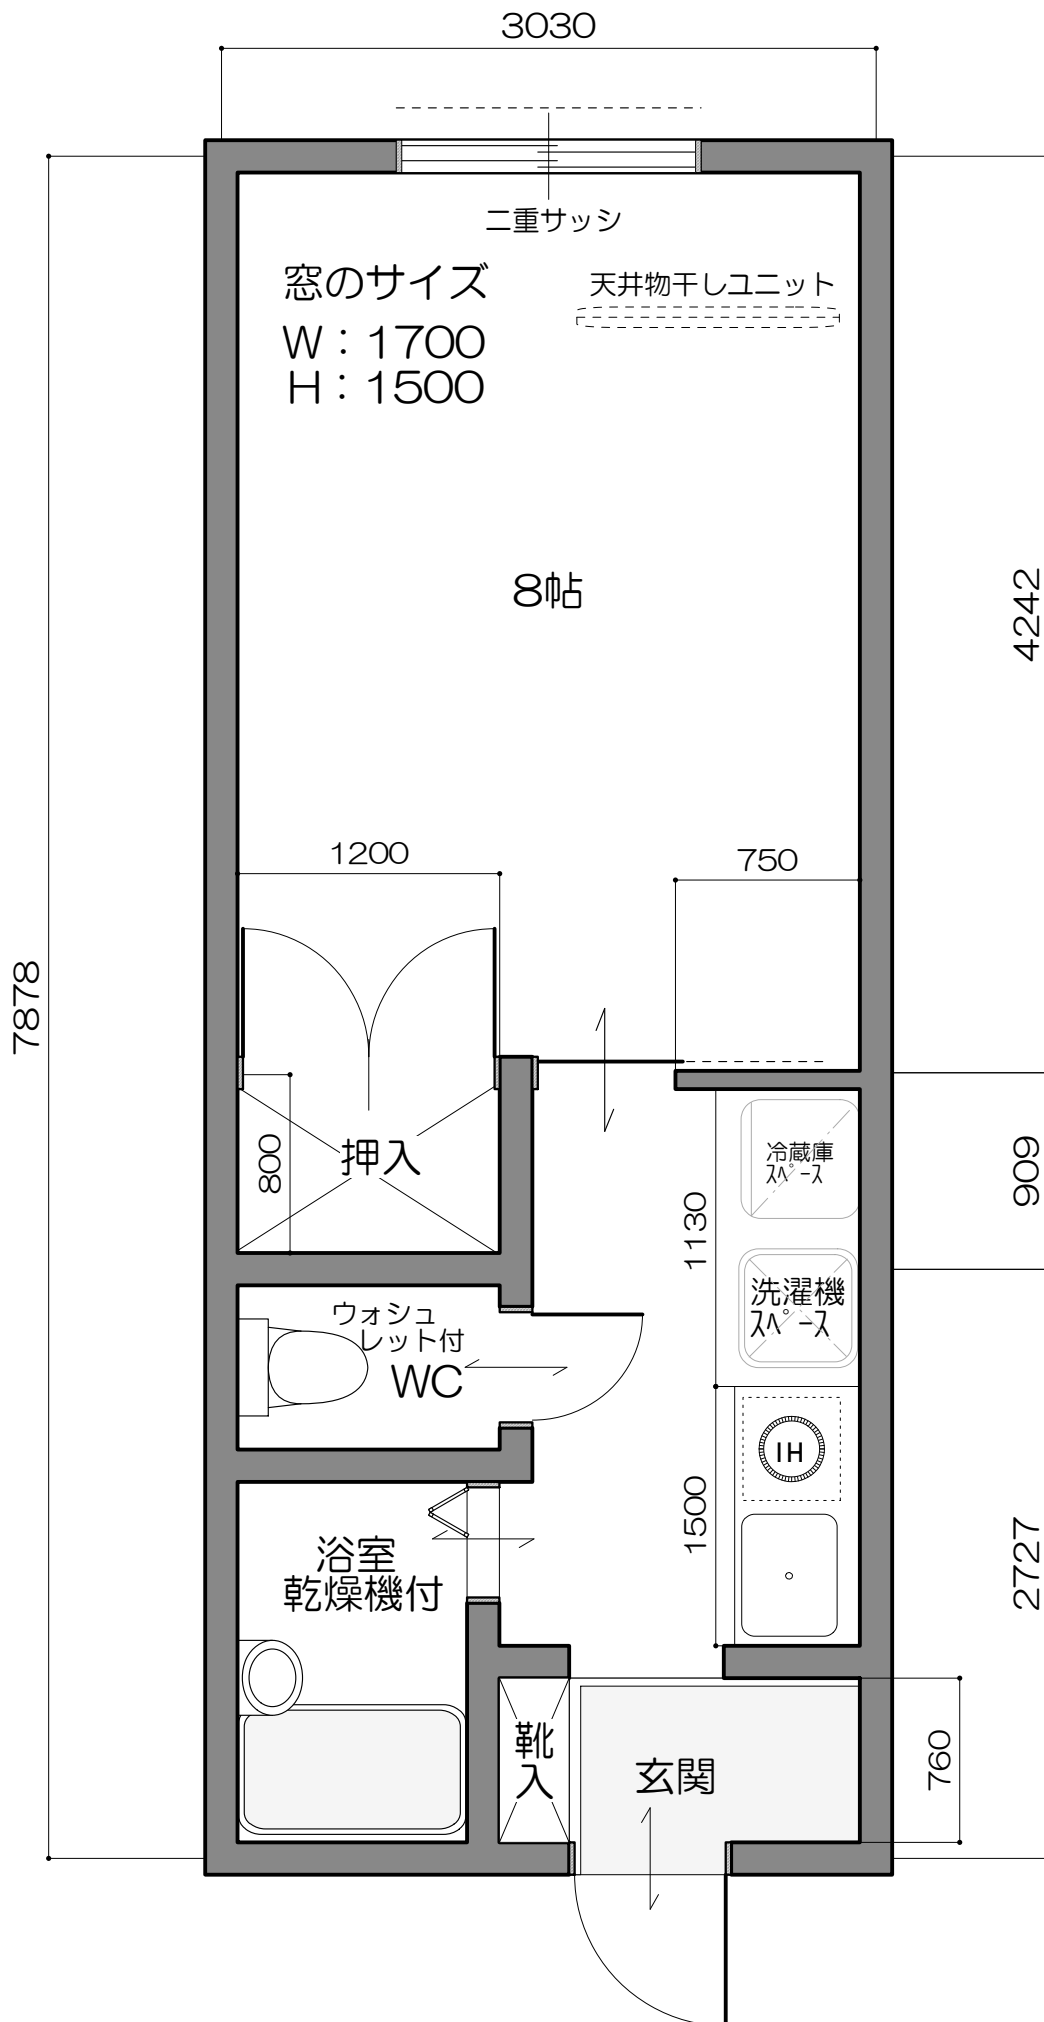 3030
二重サッシ
窓のサイズ
W：1700
H：1500
天井物干しユニット
8帖
4242
7878
1200
750
800
押入
冷蔵庫
ｽﾍﾟｰｽ
1130
909
洗濯機
ｽﾍﾟｰｽ
ウォシュ
レット付
WC
IH
1500
2727
浴室
乾燥機付
靴
入
玄関
760